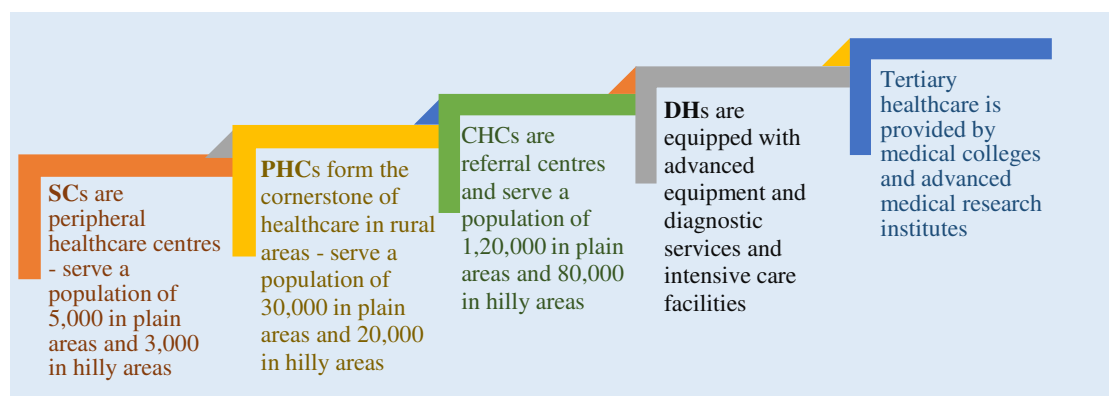 SCs are
peripheral
healthcare centres
- serve a
population of
5,000 in plain
areas and 3,000
in hilly areas
PHCs form the
cornerstone of
healthcare in rural
areas - serve a
population of
30,000 in plain
areas and 20,000
in hilly areas
CHCs are
referral centres
and serve a
population of
1,20,000 in plain
areas and 80,000
in hilly areas
DHs are
equipped with
advanced
equipment and
diagnostic
services and
intensive care
facilities
Tertiary
healthcare is
provided by
medical colleges
and advanced
medical research
institutes